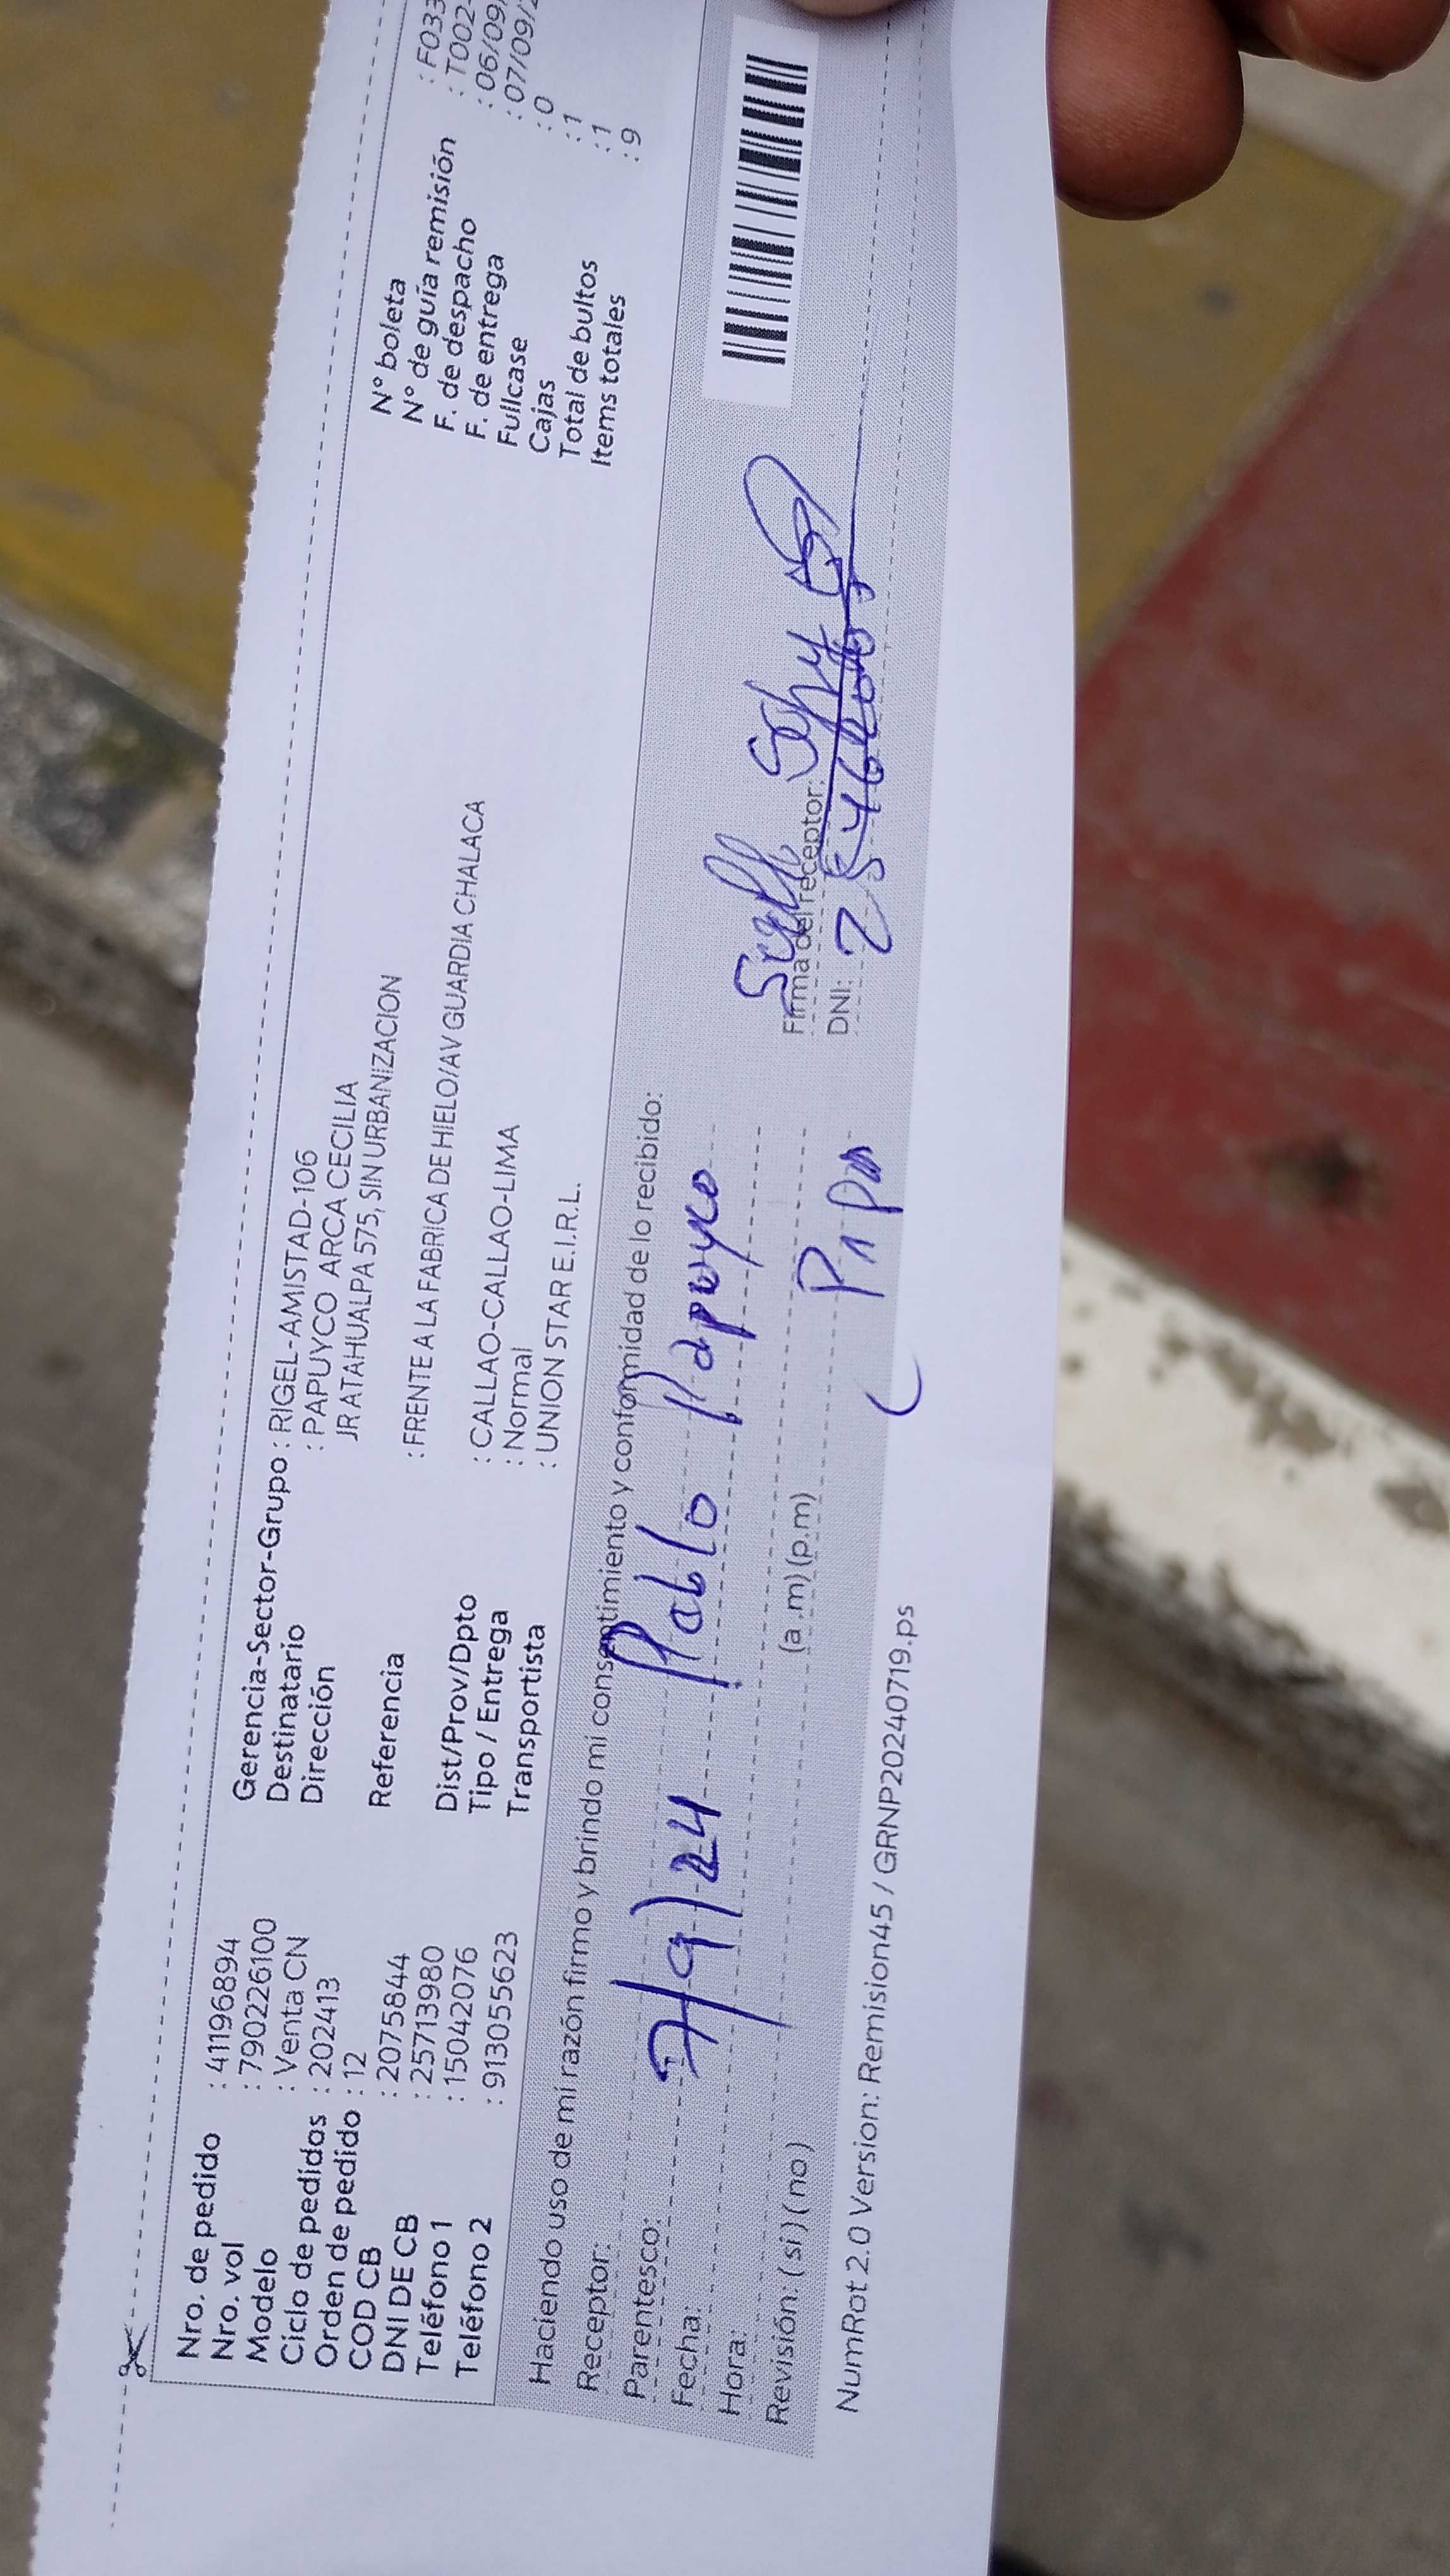 Nro. de pedido : 41196894
Nro. vol : 790226100
Modelo : Venta CN
Ciclo de pedidos : 202413
Orden de pedido : 12
COD CB : 2075844
DNI DE CB : 25713980
Teléfono 1 : 15042076
Teléfono 2 : 913055623
Gerencia-Sector-Grupo : RIGEL-AMISTAD-106
Destinatario : PAPUYCO ARCA CECILIA
Dirección JR ATAHUALPA 575, SIN URBANIZACION
Referencia : FRENTE A LA FABRICA DE HIELO/AV GUARDIA CHALACA
Dist/Prov/Dpto : CALLAO-CALLAO-LIMA
Tipo / Entrega : Normal
Transportista : UNION STAR E.I.R.L.
N° boleta : F033
N° de guía remisión : T002-
F. de despacho : 06/09/
F. de entrega : 07/09/2
Fullcase : 0
Cajas : 1
Total de bultos : 1
Items totales : 9
Haciendo uso de mi razón firmo y brindo mi consentimiento y conformidad de lo recibido:
Receptor:
Parentesco:
Fecha: 7/9/24 Pablo Papuyco
Hora: (a.m) (p.m)
Revisión: (si) (no)
Firma del receptor:
DNI:
NumRot 2.0 Version: Remision45 / GRNP20240719.ps